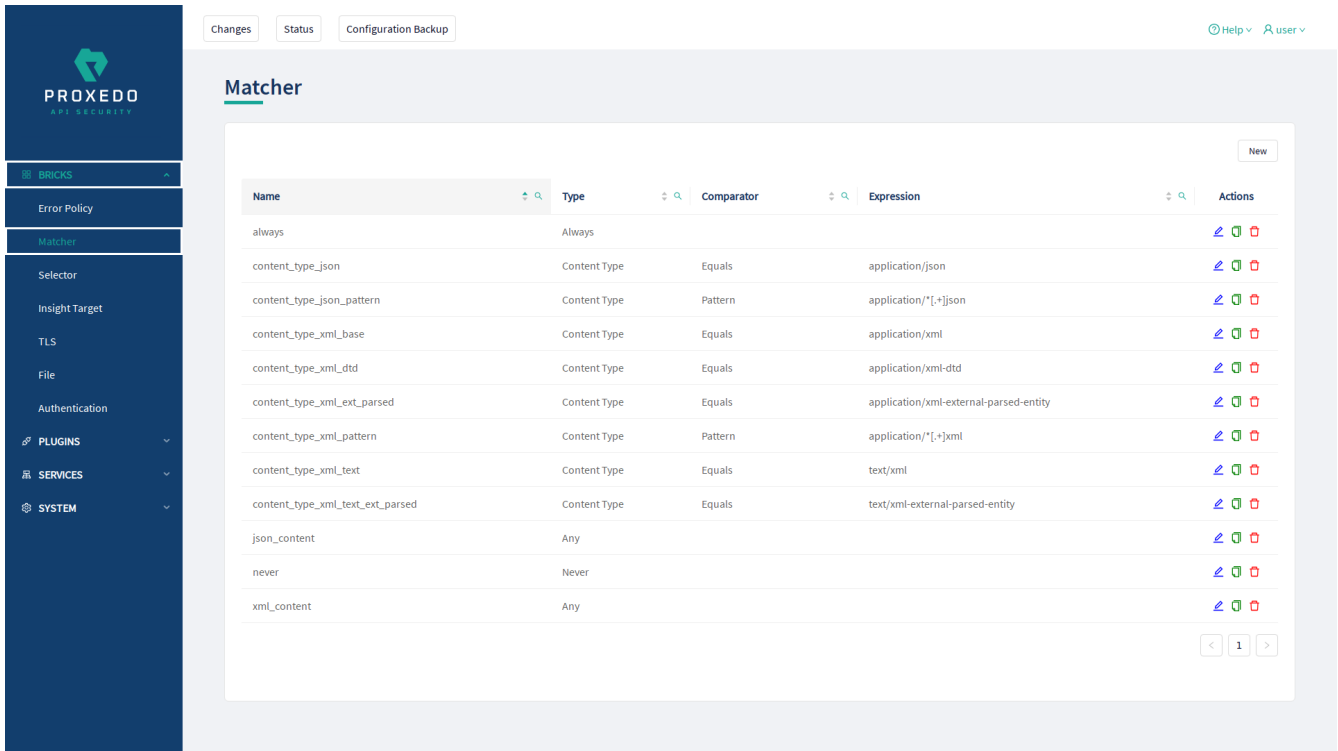 Changes Status Configuration Backup Help user
PROXEDO
API SECURITY
Matcher
New
BRICKS
Error Policy
Matcher
Selector
Insight Target
TLS
File
Authentication
PLUGINS
SERVICES
SYSTEM
Name Type Comparator Expression Actions
always Always
content_type_json Content Type Equals application/json
content_type_json_pattern Content Type Pattern application/*[.+]json
content_type_xml_base Content Type Equals application/xml
content_type_xml_dtd Content Type Equals application/xml-dtd
content_type_xml_ext_parsed Content Type Equals application/xml-external-parsed-entity
content_type_xml_pattern Content Type Pattern application/*[.+]xml
content_type_xml_text Content Type Equals text/xml
content_type_xml_text_ext_parsed Content Type Equals text/xml-external-parsed-entity
json_content Any
never Never
xml_content Any
< 1 >